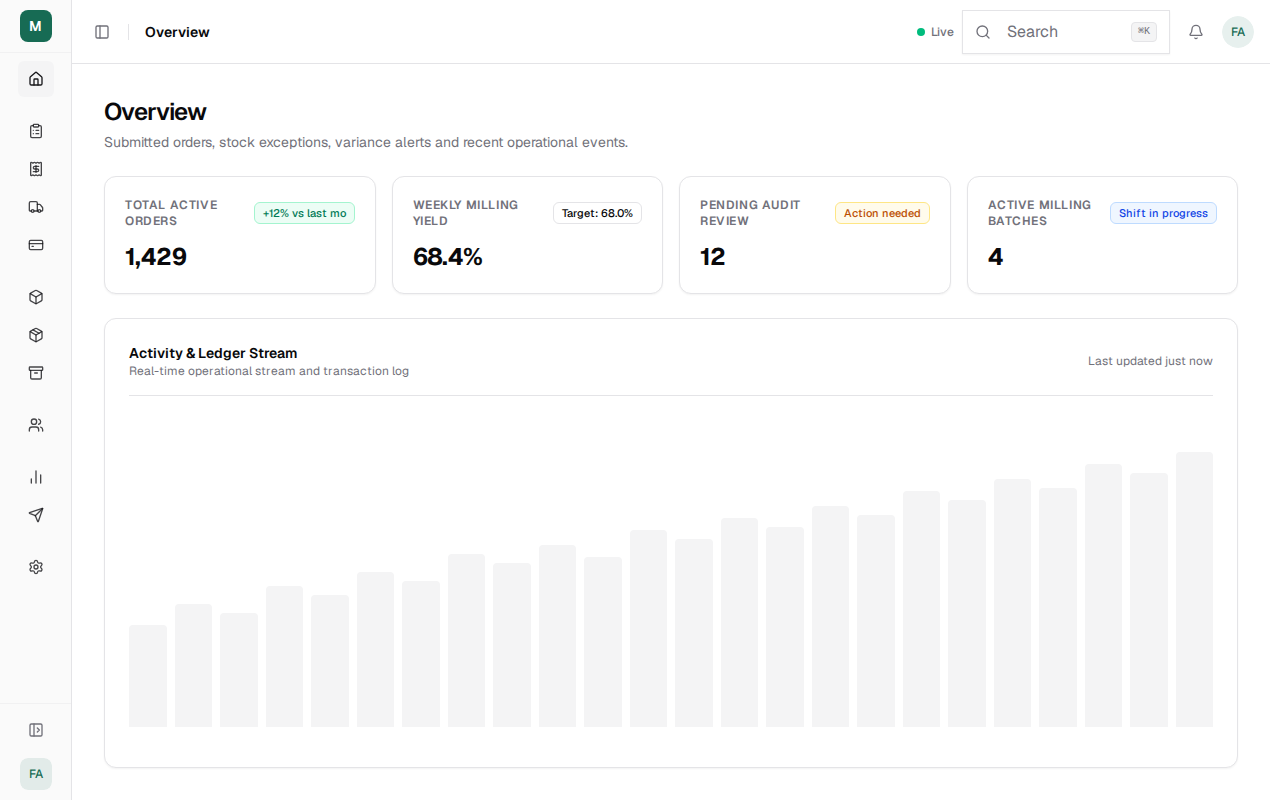 M
Overview
Live
Search
⌘K
FA
Overview
Submitted orders, stock exceptions, variance alerts and recent operational events.
TOTAL ACTIVE
ORDERS
+12% vs last mo
1,429
WEEKLY MILLING
YIELD
Target: 68.0%
68.4%
PENDING AUDIT
REVIEW
Action needed
12
ACTIVE MILLING
BATCHES
Shift in progress
4
Activity & Ledger Stream
Real-time operational stream and transaction log
Last updated just now
FA